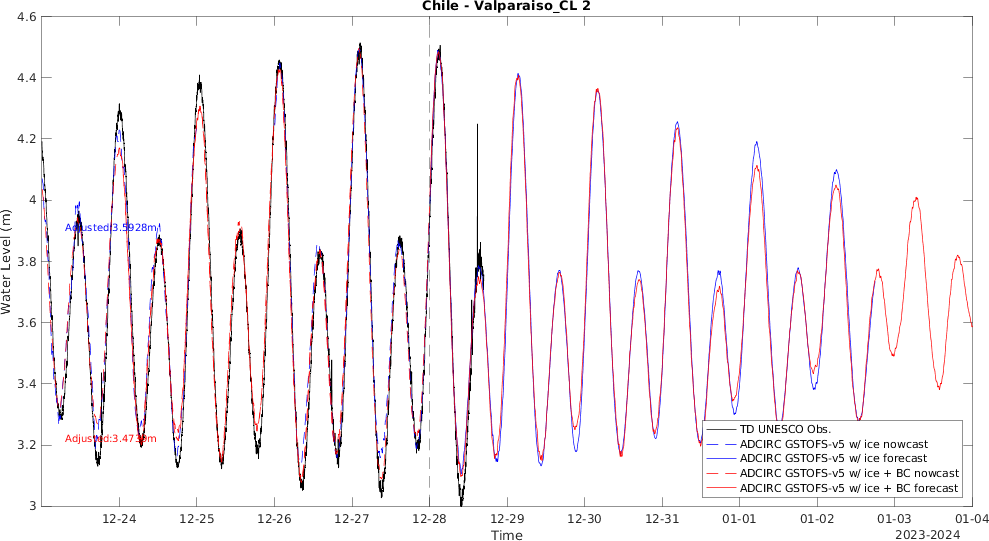 Chile - Valparaiso_CL 2
4.6
4.4
4.2
4
3.8
3.6
3.4
3.2
3
Water Level (m)
Adjusted:3.5928m
Adjusted:3.4739m
TD UNESCO Obs.
ADCIRC GSTOFS-v5 w/ ice nowcast
ADCIRC GSTOFS-v5 w/ ice forecast
ADCIRC GSTOFS-v5 w/ ice + BC nowcast
ADCIRC GSTOFS-v5 w/ ice + BC forecast
12-24 12-25 12-26 12-27 12-28 12-29 12-30 12-31 01-01 01-02 01-03 01-04
Time
2023-2024